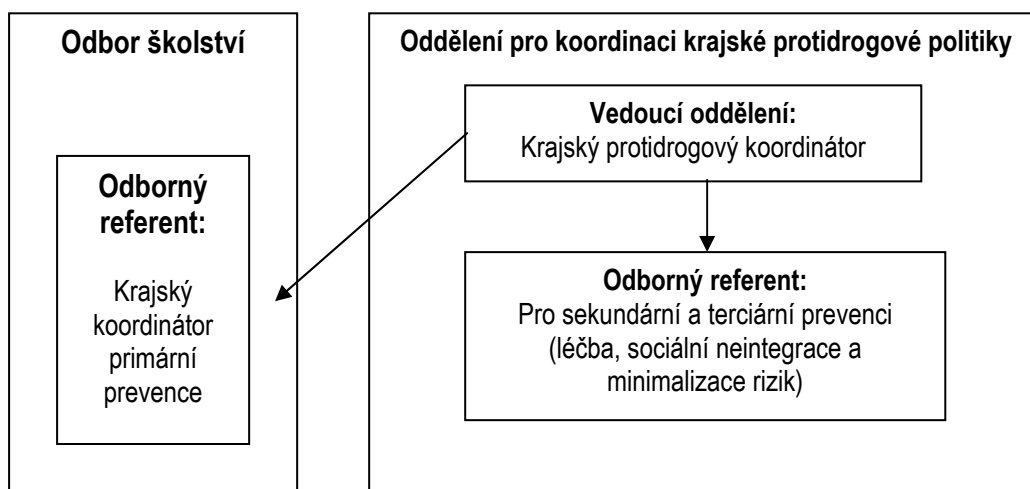 Odbor školství
Odborný
referent:
Krajský
koordinátor
primární
prevence
Oddělení pro koordinaci krajské protidrogové politiky
Vedoucí oddělení:
Krajský protidrogový koordinátor
Odborný referent:
Pro sekundární a terciární prevenci
(léčba, sociální neintegrace a
minimalizace rizik)